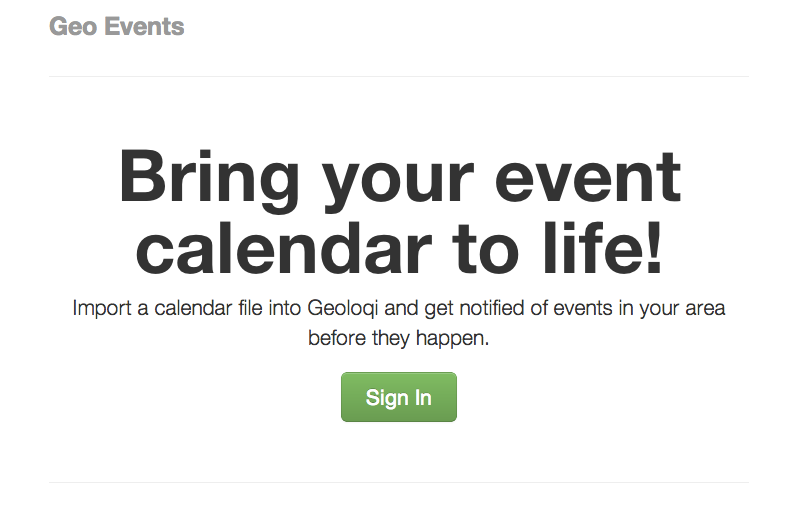 Geo Events
Bring your event
calendar to life!
Import a calendar file into Geoloqi and get notified of events in your area
before they happen.
Sign In